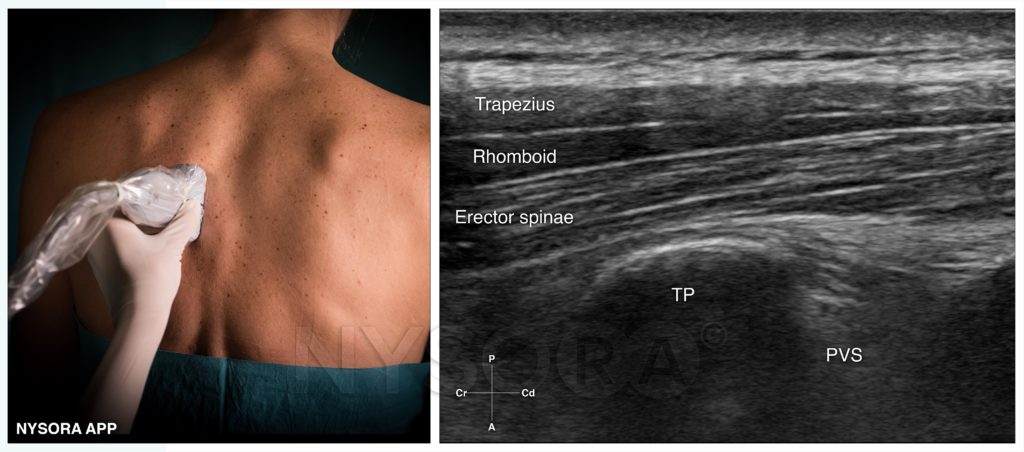 NYSORA APP
Trapezius
Rhomboid
Erector spinae
TP
PVS
P
Cr Cd
A
NYSORA©